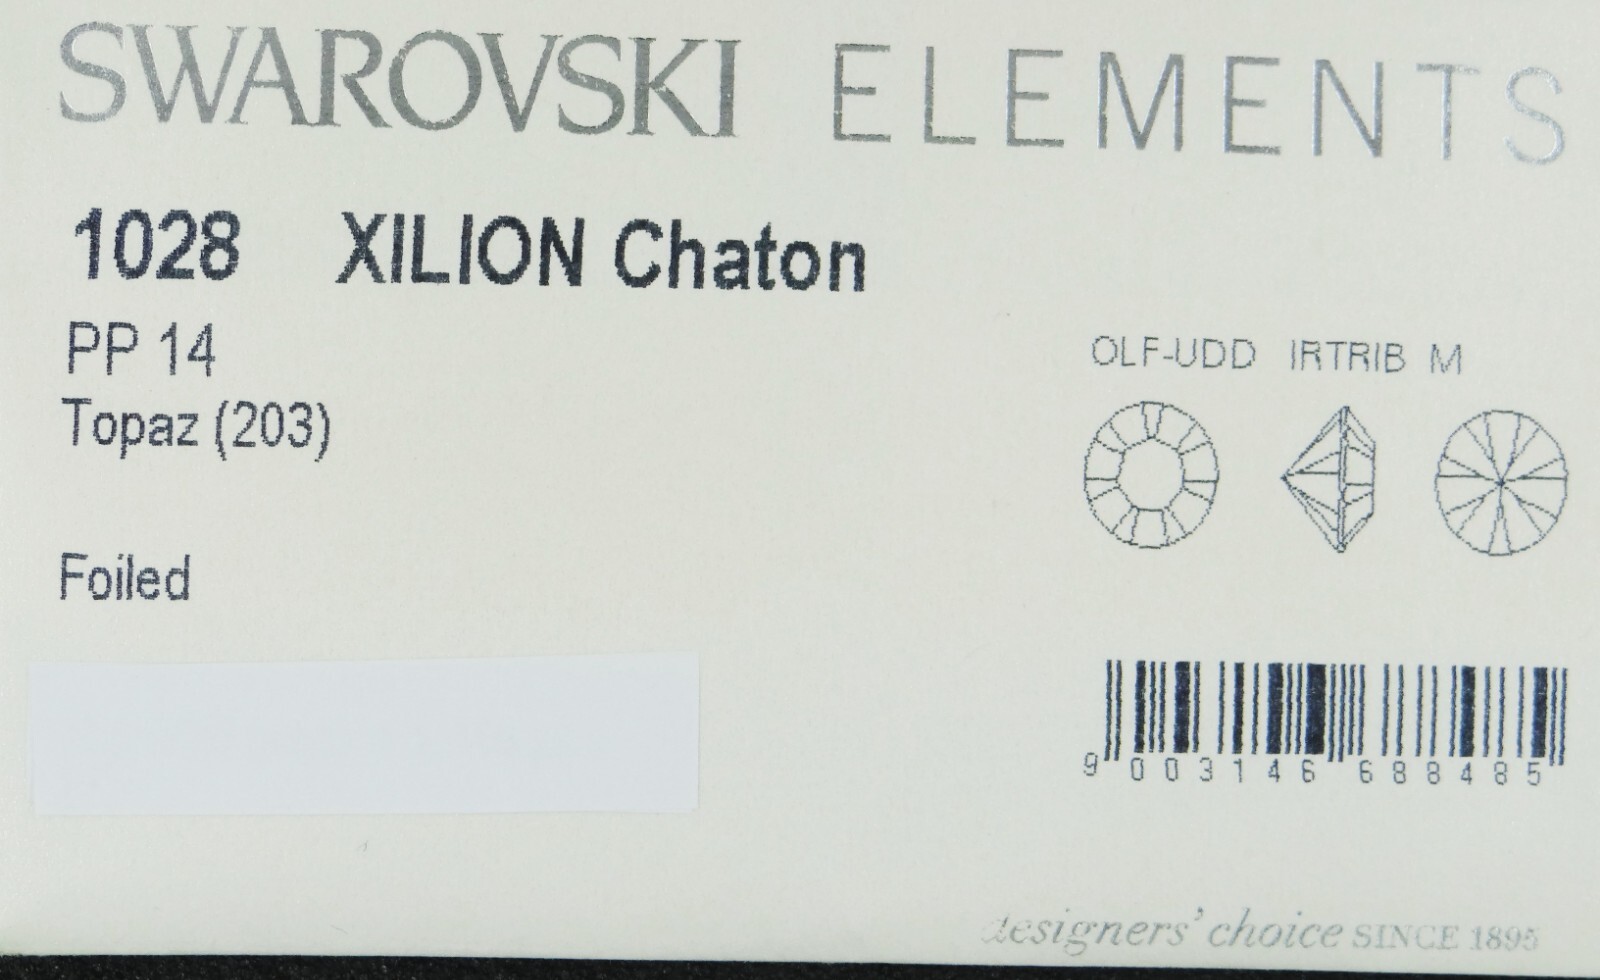 SWAROVSKI ELEMENTS
1028 XILION Chaton
PP 14
Topaz (203)
Foiled
OLF-UDD IRTRIB M
9 003146 688485
designers' choice SINCE 1895